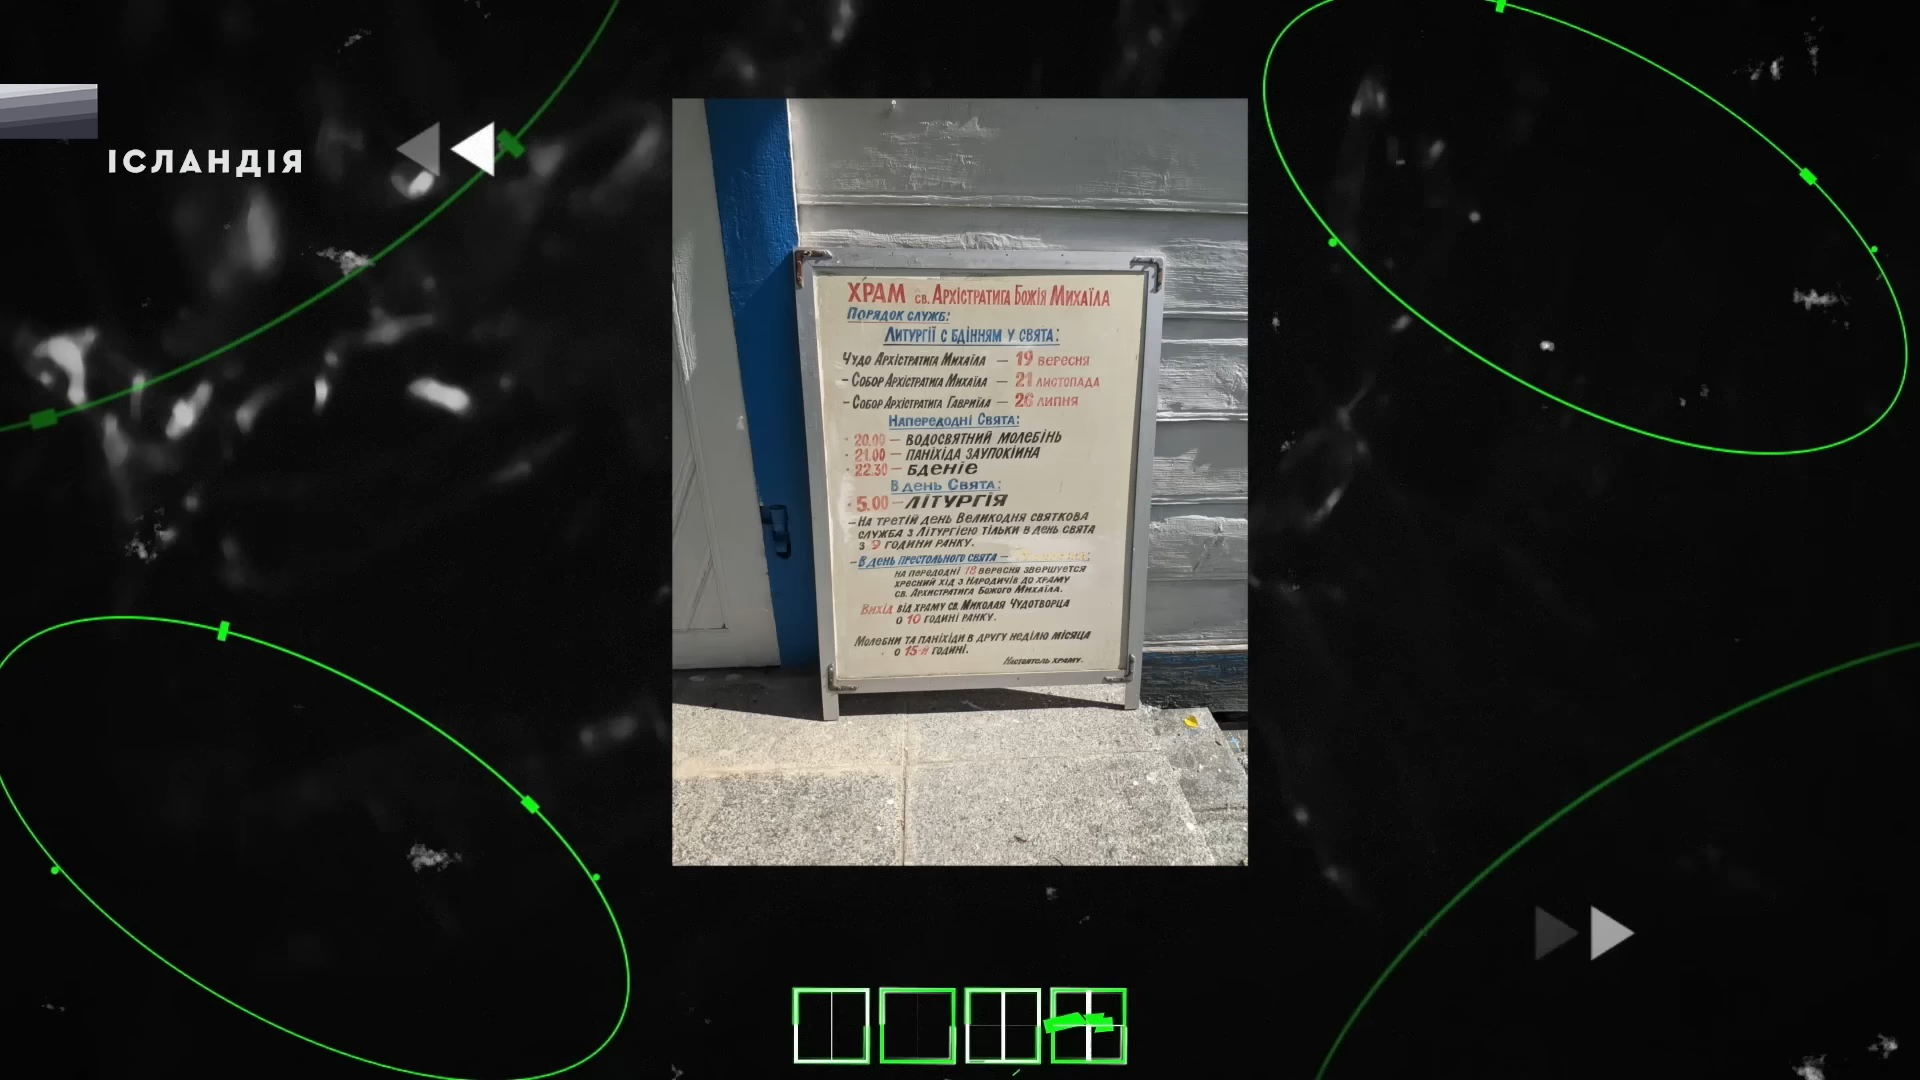 ІСЛАНДІЯ
ХРАМ св. Архістратига Божія Михаїла
Порядок служб:
Литургії с бдінням у свята:
Чудо Архістратига Михаїла — 19 вересня
– Собор Архістратига Михаїла — 21 листопада
– Собор Архістратига Гавриїла — 26 липня
Напередодні Свята:
· 20.00 — водосвятний молебінь
· 21.00 — паніхіда заупокійна
· 22.30 — бденіе
В день Свята:
· 5.00 — Літургія
– На третій день Великодня святкова
служба з Літургією тільки в день свята
з 9 години ранку.
– В день престольного свята —
на передодні 18 вересня звершуется
хресний хід з Народичів до храму
св. Архистратига Божого Михаїла.
Вихід від храму св. Миколая Чудотворца
о 10 годині ранку.
Молебни та паніхіди в другу неділю місяца
о 15-й годині.
Настоятель храму.